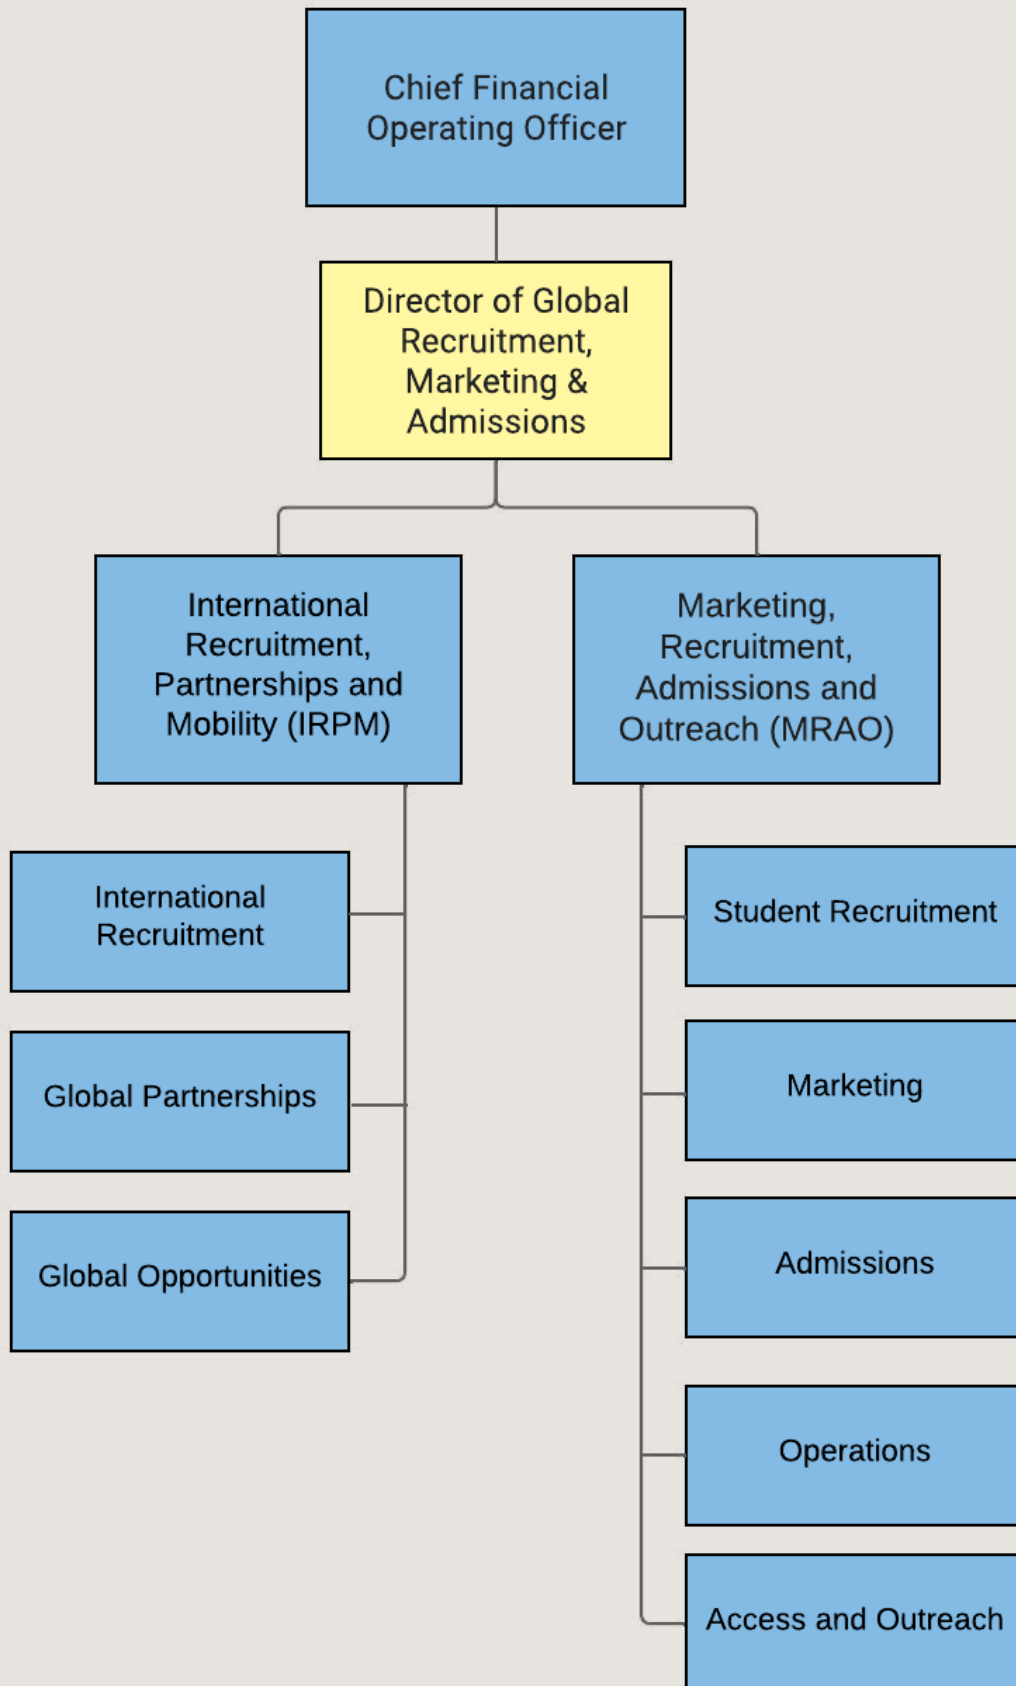 Chief Financial
Operating Officer
Director of Global
Recruitment,
Marketing &
Admissions
International
Recruitment,
Partnerships and
Mobility (IRPM)
Marketing,
Recruitment,
Admissions and
Outreach (MRAO)
International
Recruitment
Global Partnerships
Global Opportunities
Student Recruitment
Marketing
Admissions
Operations
Access and Outreach